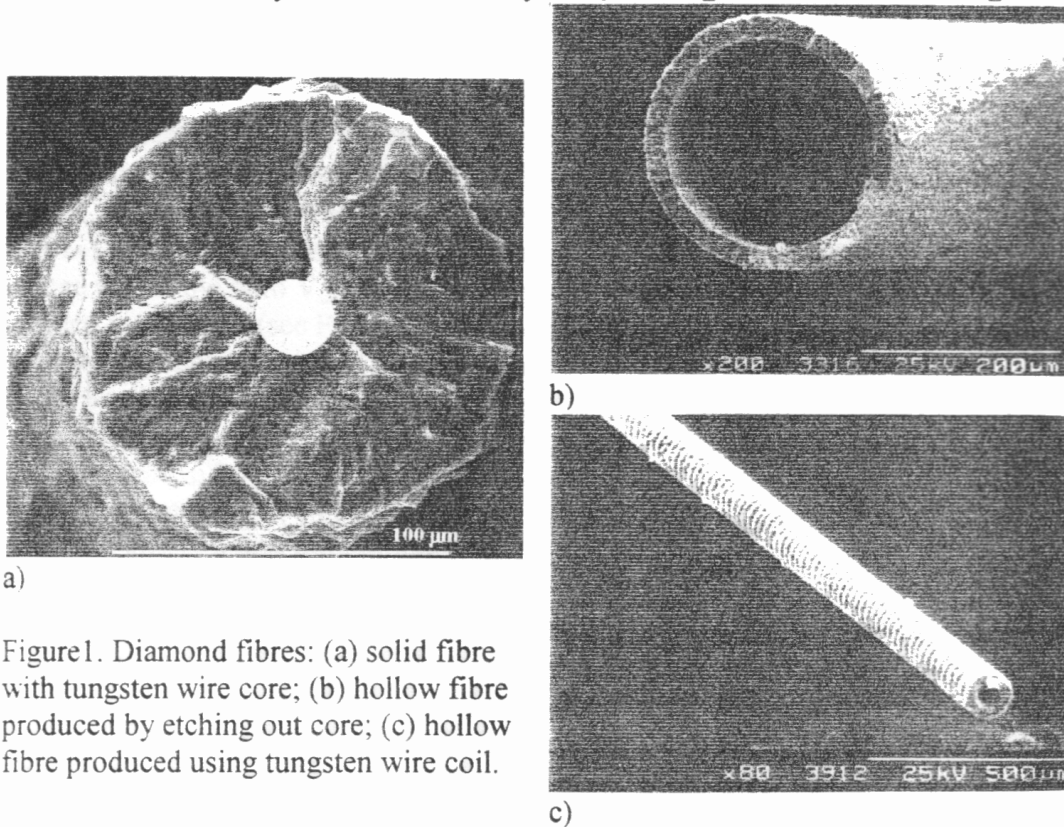 100 µm
a)
x200 3316 25kV 200µm
b)
x80 3912 25kV 500µm
c)
Figure1. Diamond fibres: (a) solid fibre
with tungsten wire core; (b) hollow fibre
produced by etching out core; (c) hollow
fibre produced using tungsten wire coil.